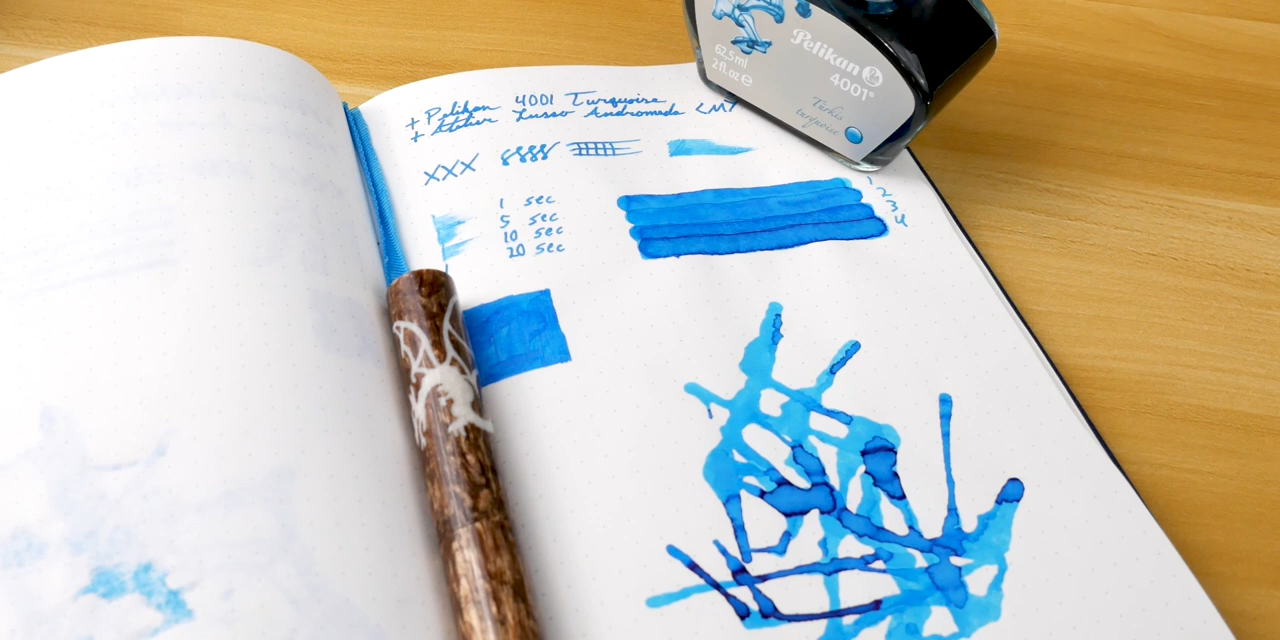 Pelikan
4001®
62,5ml
2 fl.oz e
Türkis
turquoise
+ Pelikan 4001 Turquoise
+ Atelier Lusso Andromeda <M>
XXX
1 sec
5 sec
10 sec
20 sec
1
2
3
4